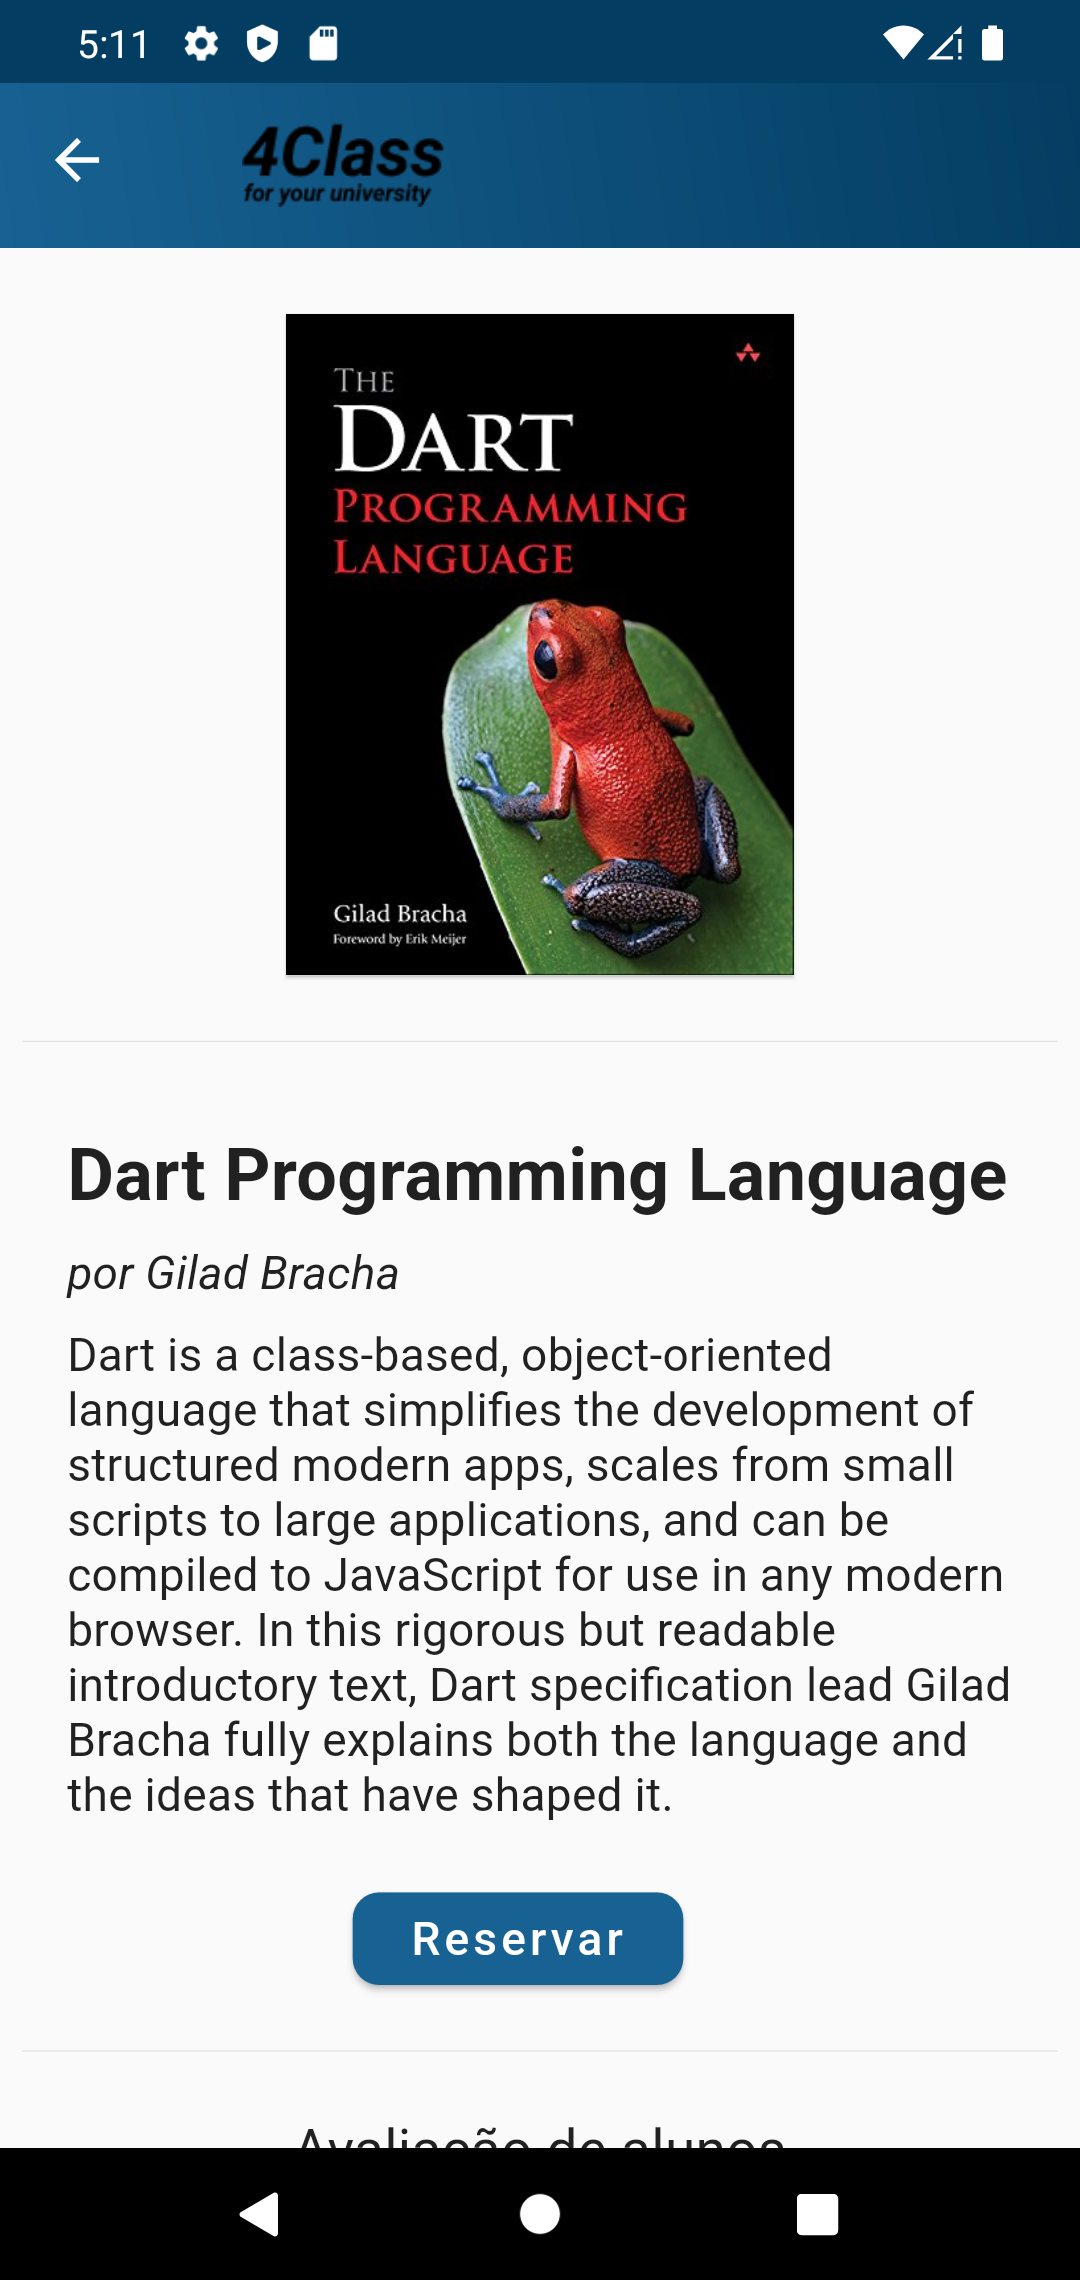 5:11
4Class
for your university
THE
DART
PROGRAMMING
LANGUAGE
Gilad Bracha
Foreword by Erik Meijer
Dart Programming Language
por Gilad Bracha
Dart is a class-based, object-oriented
language that simplifies the development of
structured modern apps, scales from small
scripts to large applications, and can be
compiled to JavaScript for use in any modern
browser. In this rigorous but readable
introductory text, Dart specification lead Gilad
Bracha fully explains both the language and
the ideas that have shaped it.
Reservar
Avaliação de alunos